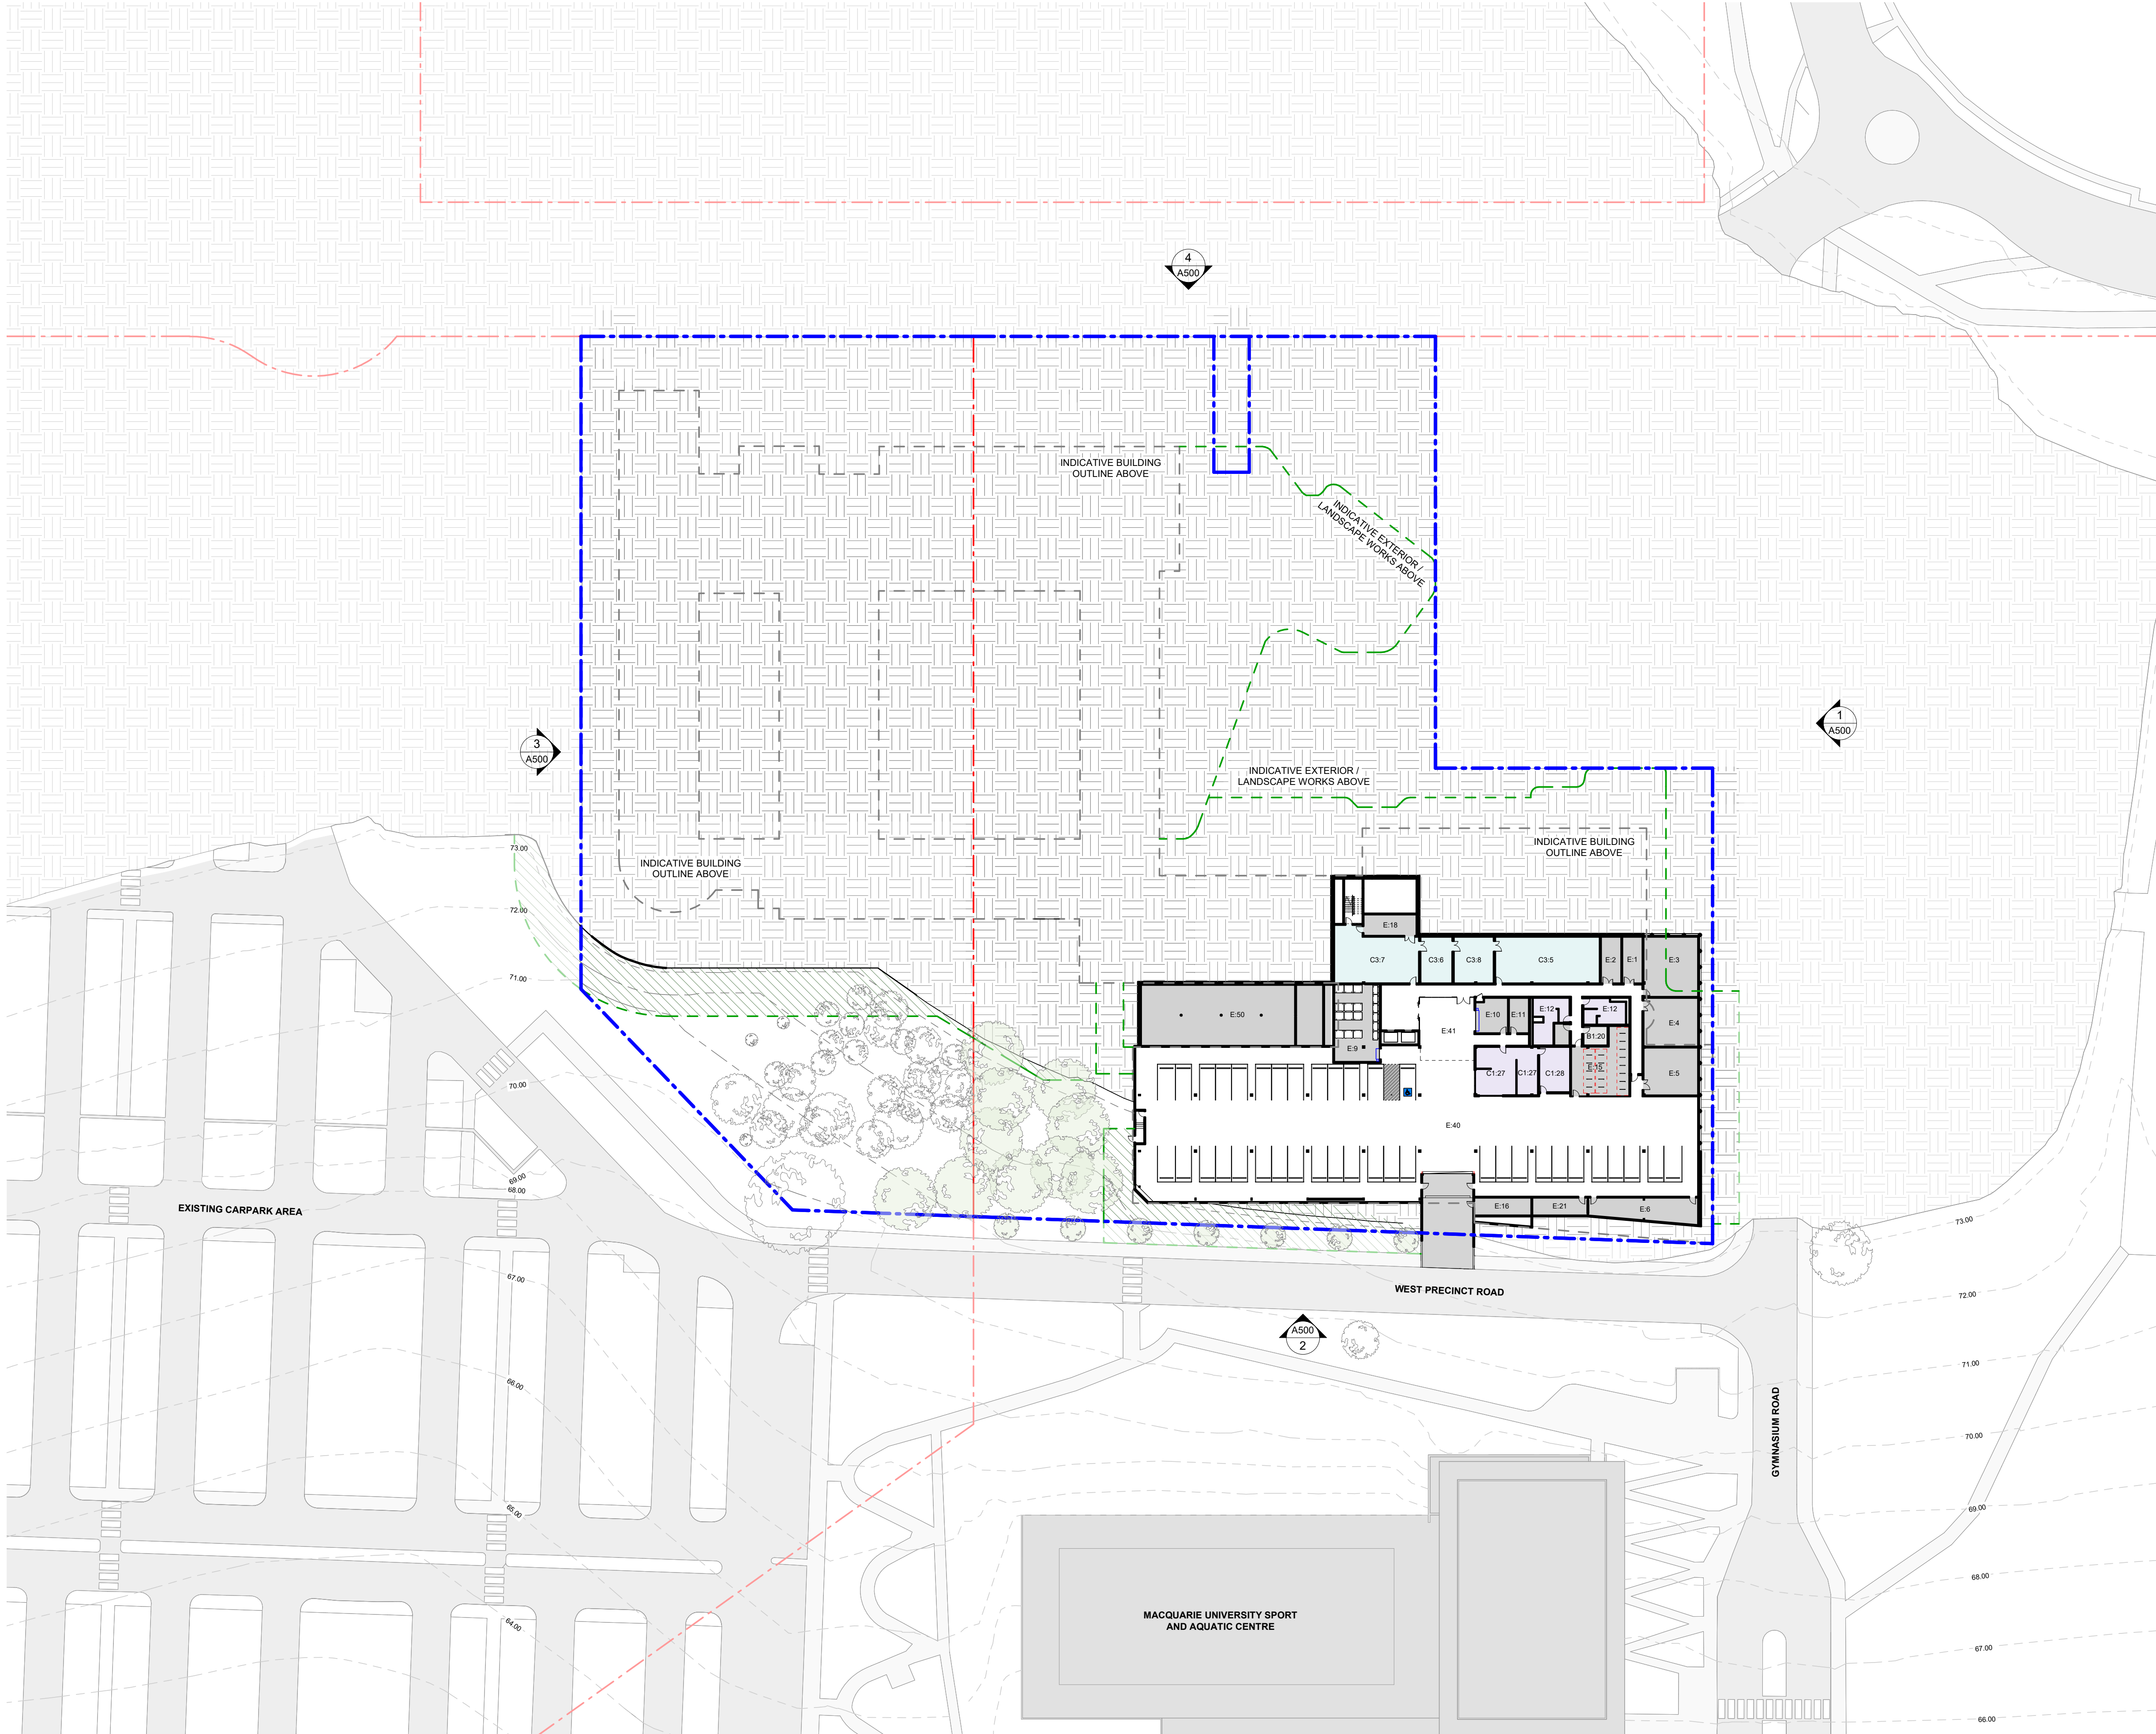 4
A500
INDICATIVE BUILDING
OUTLINE ABOVE
INDICATIVE EXTERIOR /
LANDSCAPE WORKS ABOVE
1
A500
3
A500
INDICATIVE EXTERIOR /
LANDSCAPE WORKS ABOVE
INDICATIVE BUILDING
OUTLINE ABOVE
INDICATIVE BUILDING
OUTLINE ABOVE
73.00
72.00
71.00
70.00
69.00
68.00
67.00
66.00
65.00
64.00
E:18
C3:7
C3:6
C3:8
C3:5
E:2
E:1
E:3
E:50
E:9
E:41
E:10
E:11
E:12
E:12
E:4
B1:20
C1:27
C1:27
C1:28
E:15
E:5
E:40
E:16
E:21
E:6
EXISTING CARPARK AREA
WEST PRECINCT ROAD
A500
2
GYMNASIUM ROAD
73.00
72.00
71.00
70.00
69.00
68.00
67.00
66.00
MACQUARIE UNIVERSITY SPORT
AND AQUATIC CENTRE